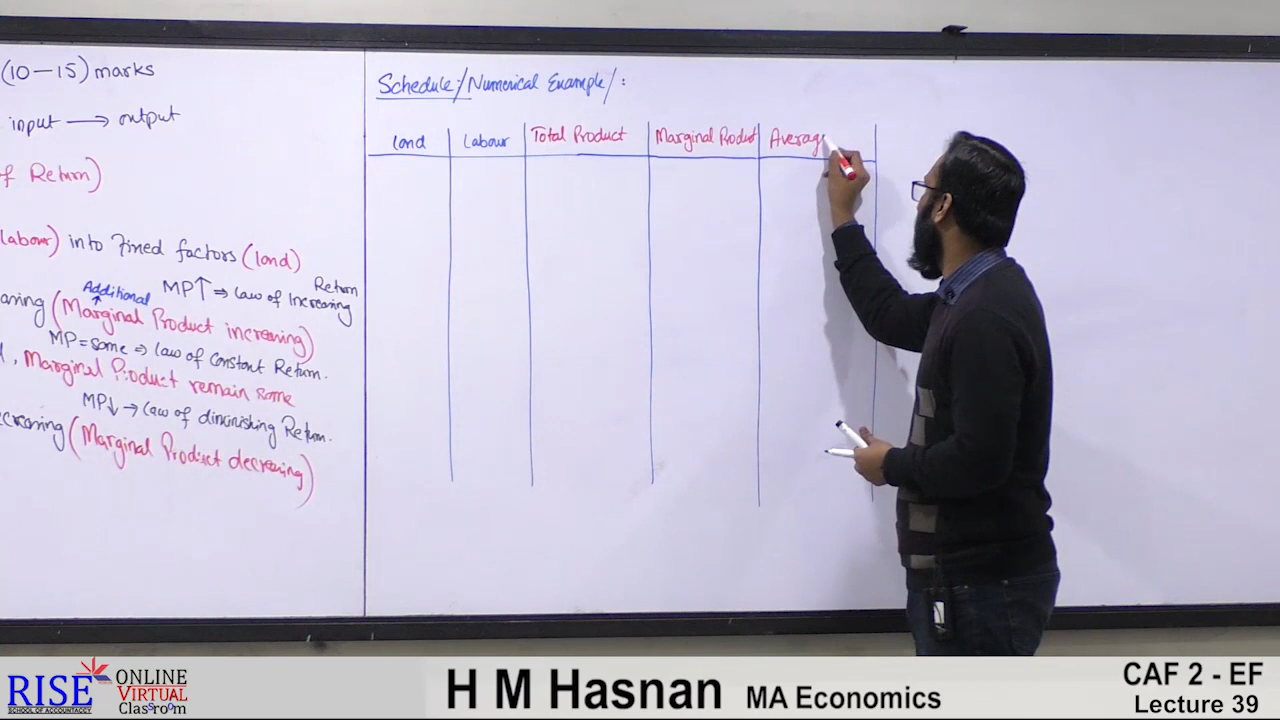 (10-15) marks
input → output
f Return)
labour) into Fixed factors (land)
Additional MP↑ ⇒ law of Increasing Return
asing (Marginal Product increasing)
MP = same ⇒ law of Constant Return.
, Marginal Product remain same
MP↓ → law of diminishing Return.
creasing (Marginal Product decreasing)
Schedule:/Numerical Example/:
land Labour Total Product Marginal Product Averag
RISE
SCHOOL OF ACCOUNTANCY
ONLINE
VIRTUAL
Classroom
H M Hasnan MA Economics
CAF 2 - EF
Lecture 39